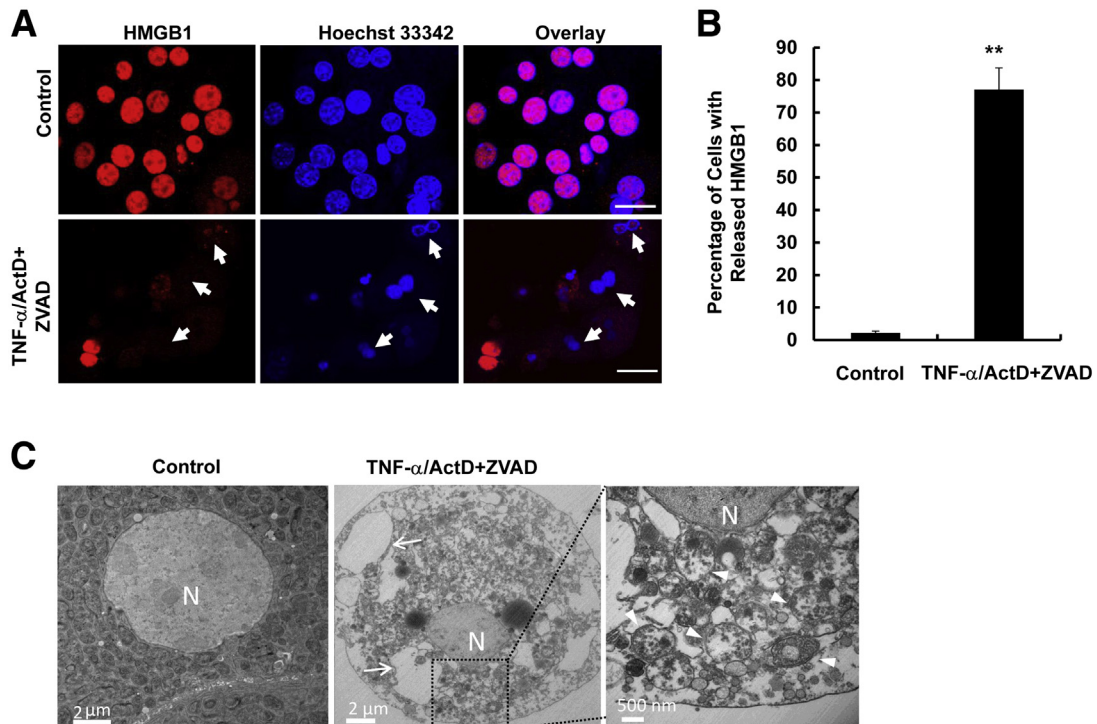 A
HMGB1 Hoechst 33342 Overlay
Control
TNF-α/ActD+
ZVAD
B
Percentage of Cells with
Released HMGB1
90
80
70
60
50
40
30
20
10
0
**
Control TNF-α/ActD+ZVAD
C
Control TNF-α/ActD+ZVAD
N
2 μm
N
2 μm
N
500 nm